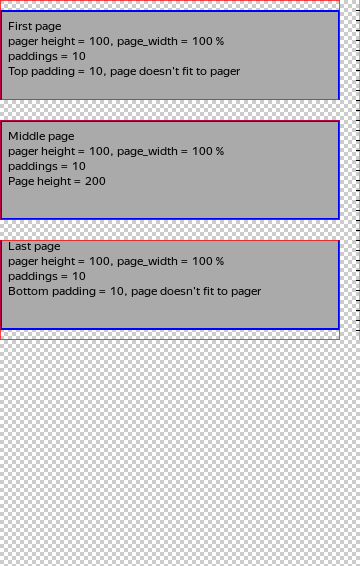 First page
pager height = 100, page_width = 100 %
paddings = 10
Top padding = 10, page doesn't fit to pager
Middle page
pager height = 100, page_width = 100 %
paddings = 10
Page height = 200
Last page
pager height = 100, page_width = 100 %
paddings = 10
Bottom padding = 10, page doesn't fit to pager